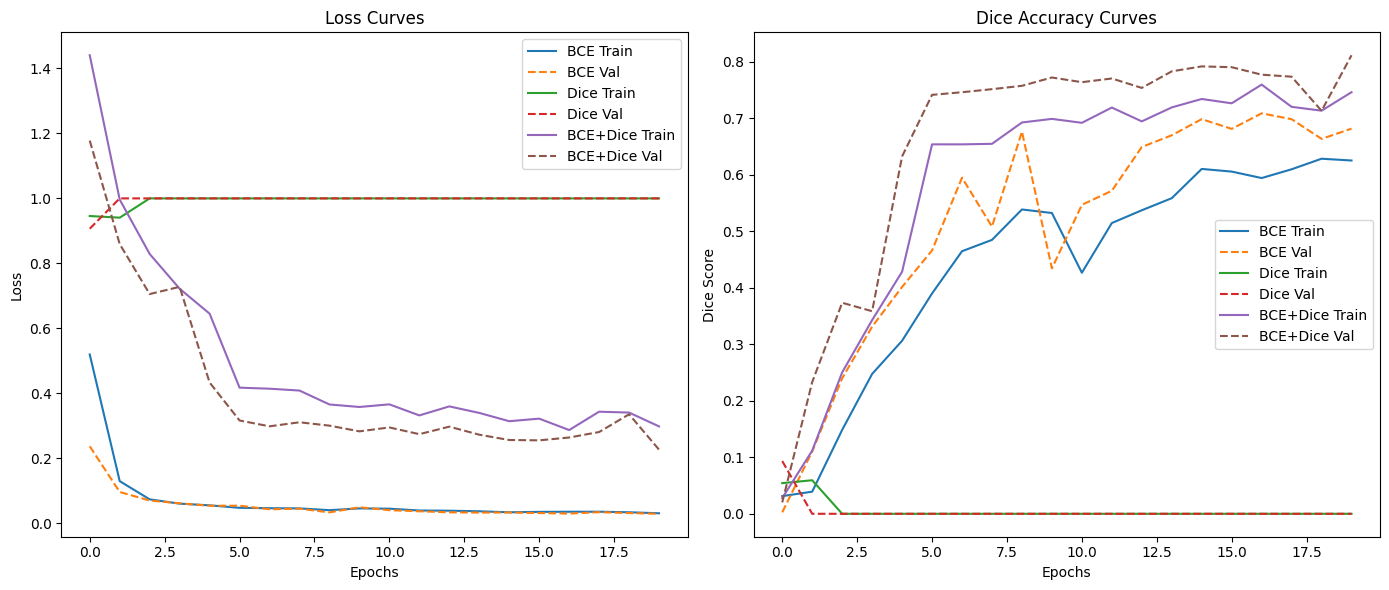 Loss Curves
Loss
1.4
1.2
1.0
0.8
0.6
0.4
0.2
0.0
0.0 2.5 5.0 7.5 10.0 12.5 15.0 17.5
Epochs
BCE Train
BCE Val
Dice Train
Dice Val
BCE+Dice Train
BCE+Dice Val
Dice Accuracy Curves
Dice Score
0.8
0.7
0.6
0.5
0.4
0.3
0.2
0.1
0.0
0.0 2.5 5.0 7.5 10.0 12.5 15.0 17.5
Epochs
BCE Train
BCE Val
Dice Train
Dice Val
BCE+Dice Train
BCE+Dice Val